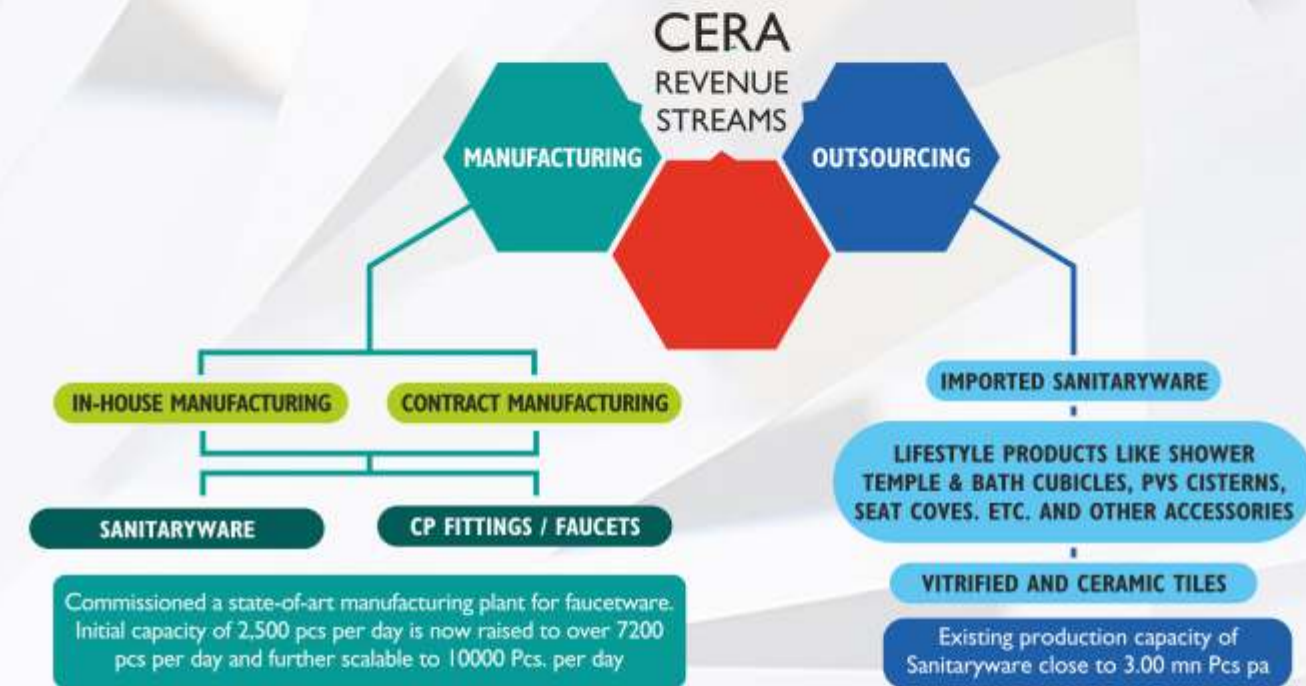 CERA
REVENUE
STREAMS
MANUFACTURING
OUTSOURCING
IN-HOUSE MANUFACTURING
CONTRACT MANUFACTURING
SANITARYWARE
CP FITTINGS / FAUCETS
Commissioned a state-of-art manufacturing plant for faucetware.
Initial capacity of 2,500 pcs per day is now raised to over 7200
pcs per day and further scalable to 10000 Pcs. per day
IMPORTED SANITARYWARE
LIFESTYLE PRODUCTS LIKE SHOWER
TEMPLE & BATH CUBICLES, PVS CISTERNS,
SEAT COVES. ETC. AND OTHER ACCESSORIES
VITRIFIED AND CERAMIC TILES
Existing production capacity of
Sanitaryware close to 3.00 mn Pcs pa